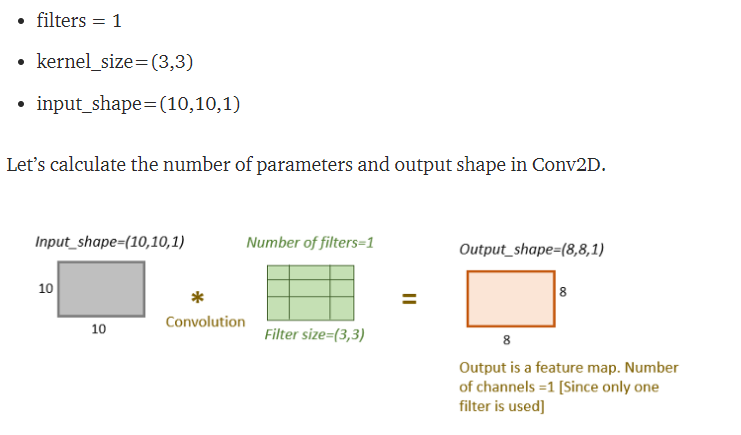 • filters = 1
• kernel_size=(3,3)
• input_shape=(10,10,1)
Let’s calculate the number of parameters and output shape in Conv2D.
Input_shape=(10,10,1)
10
10
*
Convolution
Number of filters=1
Filter size=(3,3)
=
Output_shape=(8,8,1)
8
8
Output is a feature map. Number
of channels =1 [Since only one
filter is used]